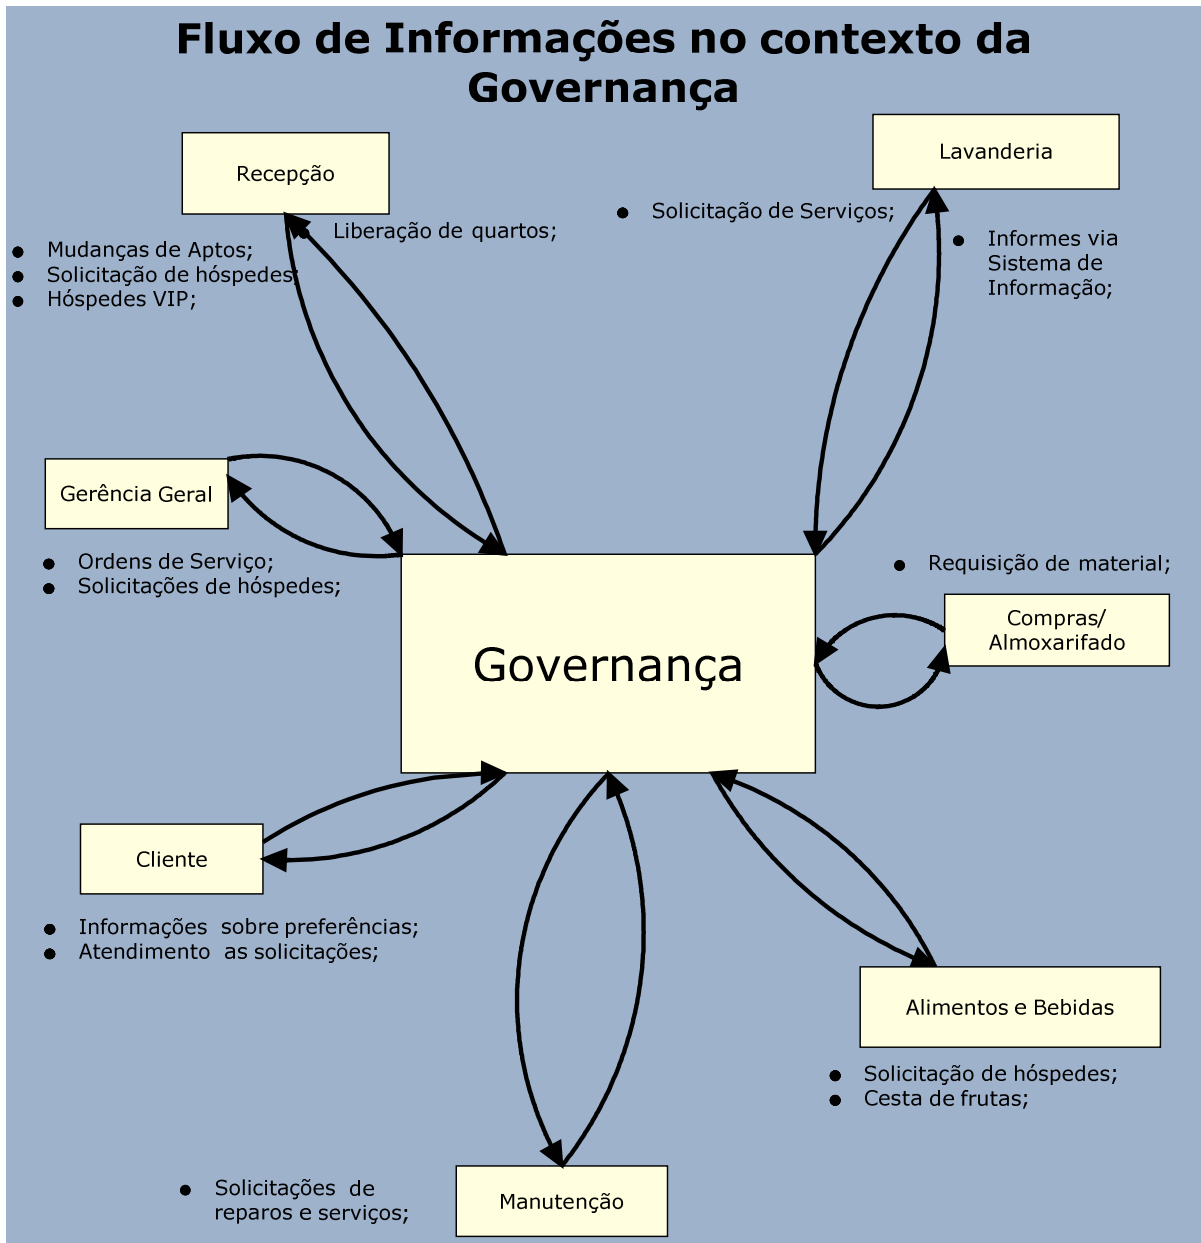 Fluxo de Informações no contexto da
Governança
Recepção
Lavanderia
● Liberação de quartos;
● Mudanças de Aptos;
● Solicitação de hóspedes;
● Hóspedes VIP;
● Solicitação de Serviços;
● Informes via
Sistema de
Informação;
Gerência Geral
● Ordens de Serviço;
● Solicitações de hóspedes;
Governança
● Requisição de material;
Compras/
Almoxarifado
Cliente
● Informações sobre preferências;
● Atendimento as solicitações;
Alimentos e Bebidas
● Solicitação de hóspedes;
● Cesta de frutas;
● Solicitações de
reparos e serviços;
Manutenção